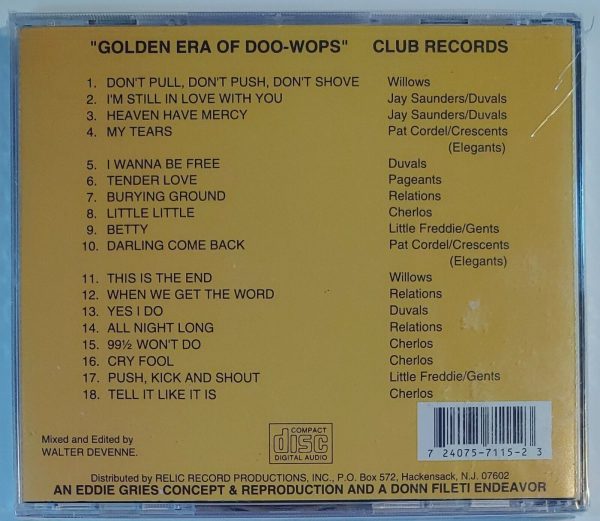 "GOLDEN ERA OF DOO-WOPS" CLUB RECORDS
1. DON'T PULL, DON'T PUSH, DON'T SHOVE Willows
2. I'M STILL IN LOVE WITH YOU Jay Saunders/Duvals
3. HEAVEN HAVE MERCY Jay Saunders/Duvals
4. MY TEARS Pat Cordel/Crescents
(Elegants)
5. I WANNA BE FREE Duvals
6. TENDER LOVE Pageants
7. BURYING GROUND Relations
8. LITTLE LITTLE Cherlos
9. BETTY Little Freddie/Gents
10. DARLING COME BACK Pat Cordel/Crescents
(Elegants)
11. THIS IS THE END Willows
12. WHEN WE GET THE WORD Relations
13. YES I DO Duvals
14. ALL NIGHT LONG Relations
15. 99½ WON'T DO Cherlos
16. CRY FOOL Cherlos
17. PUSH, KICK AND SHOUT Little Freddie/Gents
18. TELL IT LIKE IT IS Cherlos
Mixed and Edited by
WALTER DEVENNE.
COMPACT
disc
DIGITAL AUDIO
7 24075-7115-2 3
Distributed by RELIC RECORD PRODUCTIONS, INC., P.O. Box 572, Hackensack, N.J. 07602
AN EDDIE GRIES CONCEPT & REPRODUCTION AND A DONN FILETI ENDEAVOR